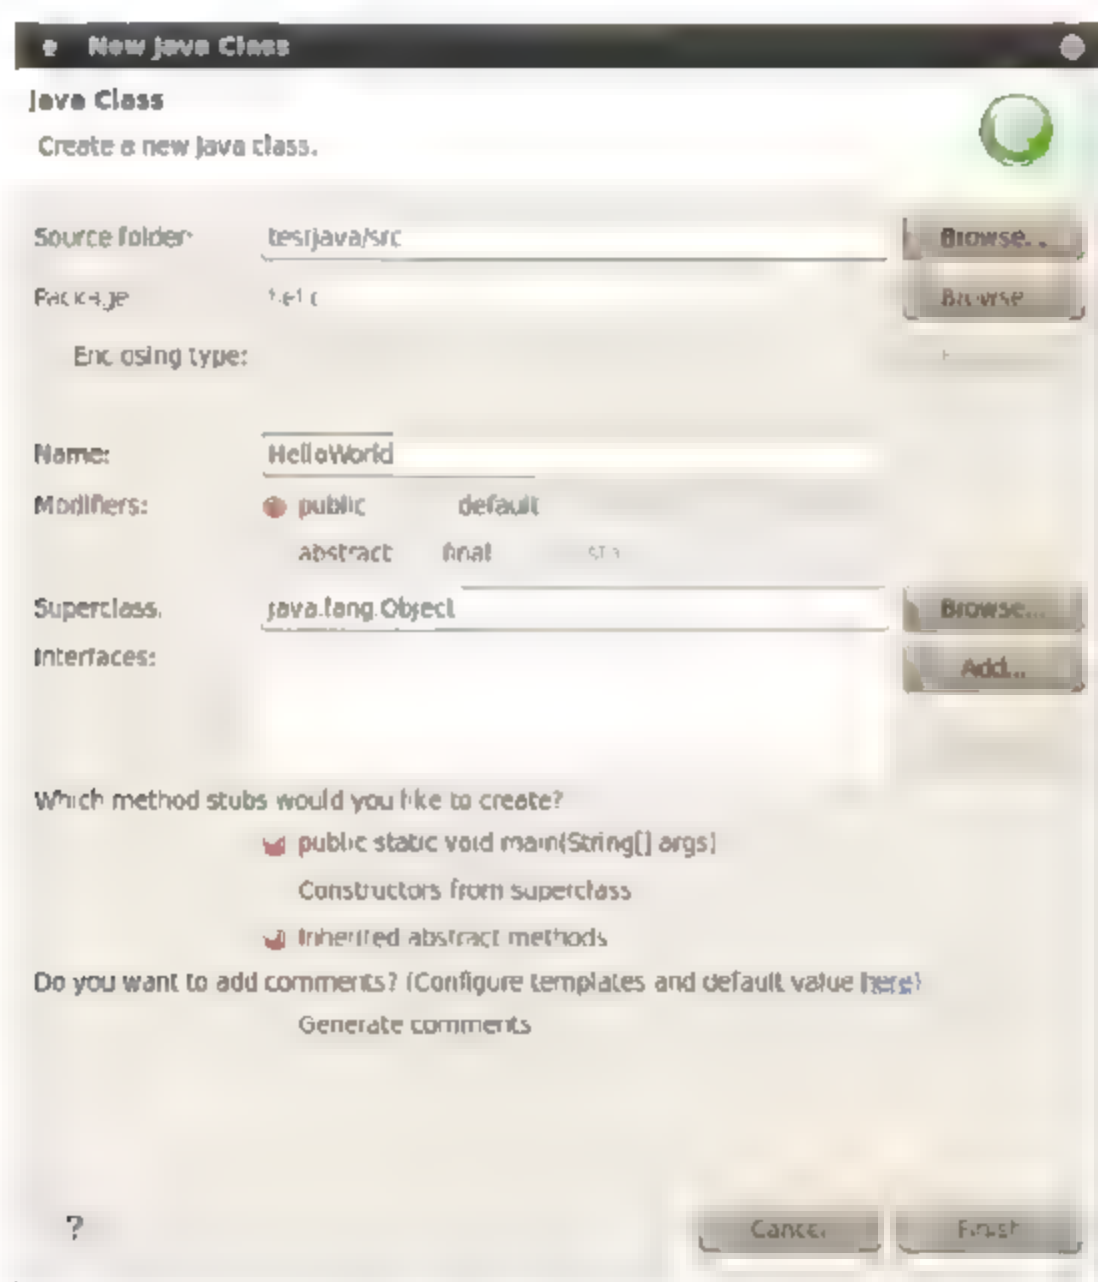 New Java Class
Java Class
Create a new Java class.
Source folder: testjava/src Browse...
Package Browse
Enclosing type:
Name: HelloWorld
Modifiers: public default
abstract final
Superclass: java.lang.Object Browse...
Interfaces: Add...
Which method stubs would you like to create?
public static void main(String[] args)
Constructors from superclass
Inherited abstract methods
Do you want to add comments? (Configure templates and default value here)
Generate comments
? Cancel Finish